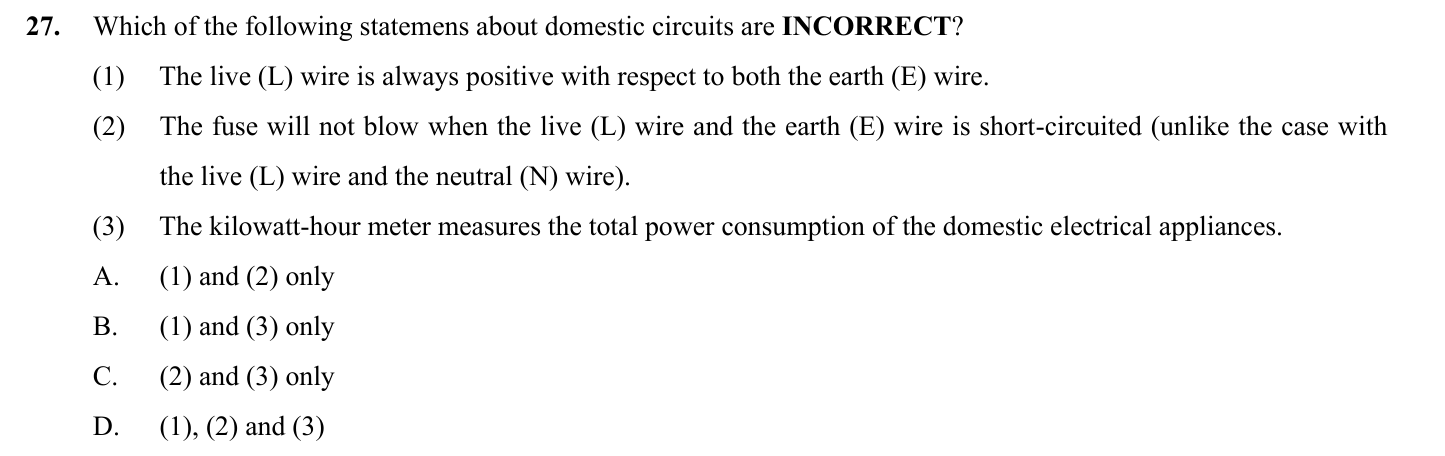 27. Which of the following statemens about domestic circuits are INCORRECT?
(1) The live (L) wire is always positive with respect to both the earth (E) wire.
(2) The fuse will not blow when the live (L) wire and the earth (E) wire is short-circuited (unlike the case with
the live (L) wire and the neutral (N) wire).
(3) The kilowatt-hour meter measures the total power consumption of the domestic electrical appliances.
A. (1) and (2) only
B. (1) and (3) only
C. (2) and (3) only
D. (1), (2) and (3)